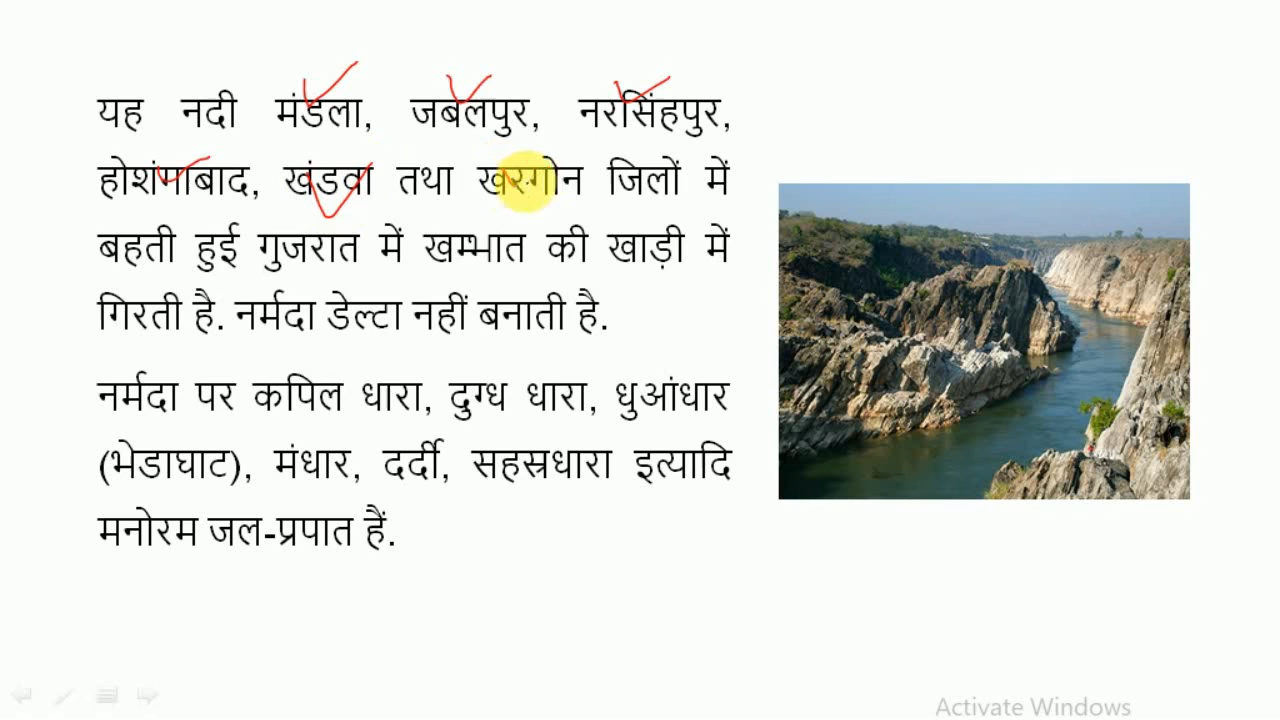 यह नदी मंडला, जबलपुर, नरसिंहपुर,
होशंगाबाद, खंडवा तथा खरगोन जिलों में
बहती हुई गुजरात में खम्भात की खाड़ी में
गिरती है. नर्मदा डेल्टा नहीं बनाती है.
नर्मदा पर कपिल धारा, दुग्ध धारा, धुआंधार
(भेडाघाट), मंधार, दर्दी, सहस्रधारा इत्यादि
मनोरम जल-प्रपात हैं.
Activate Windows